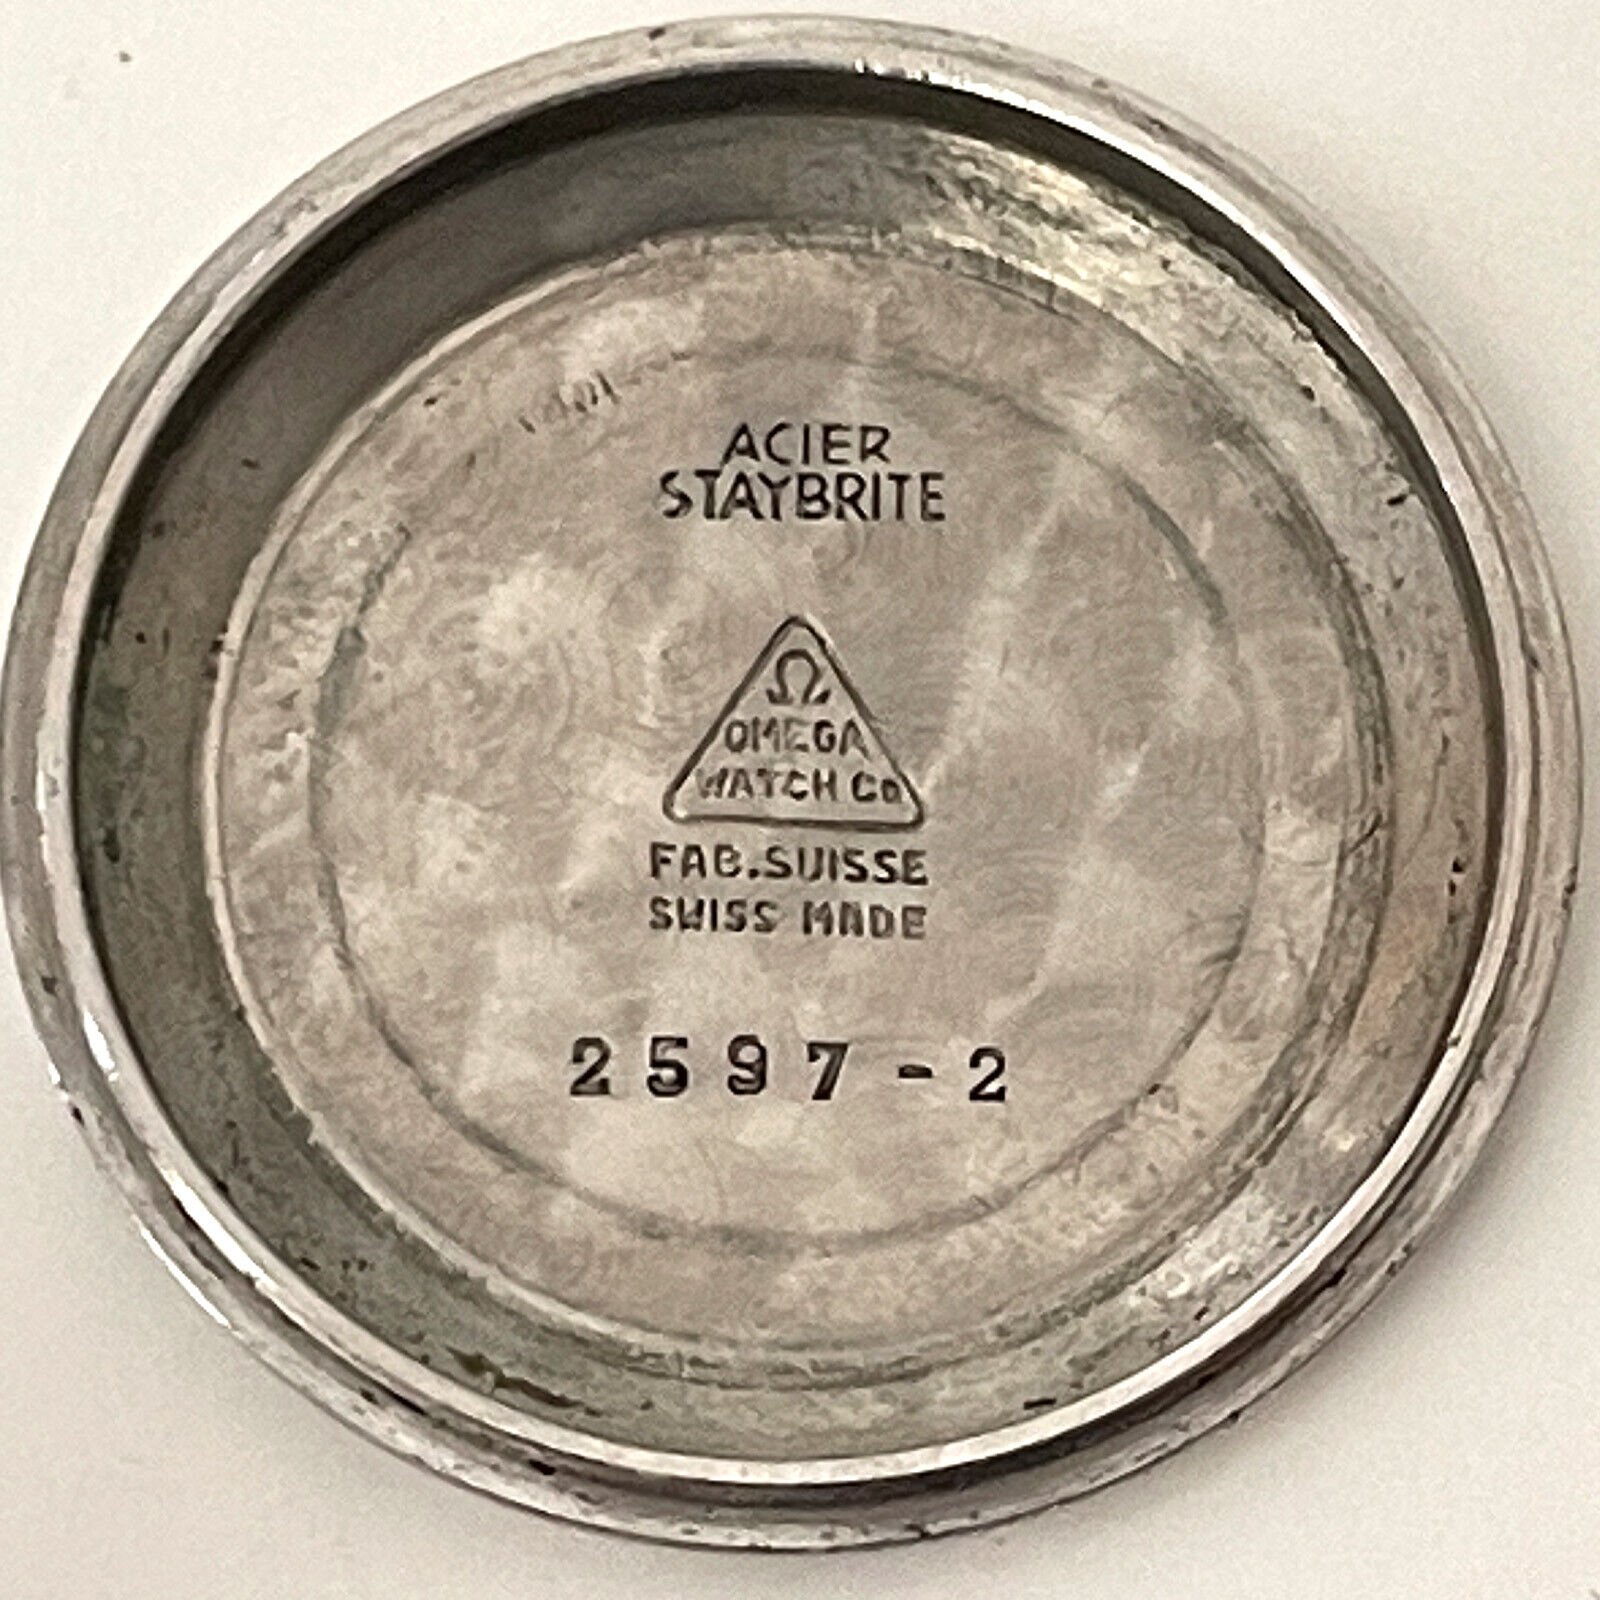 ACIER
STAYBRITE
Ω
OMEGA
WATCH Co
FAB.SUISSE
SWISS MADE
2597-2